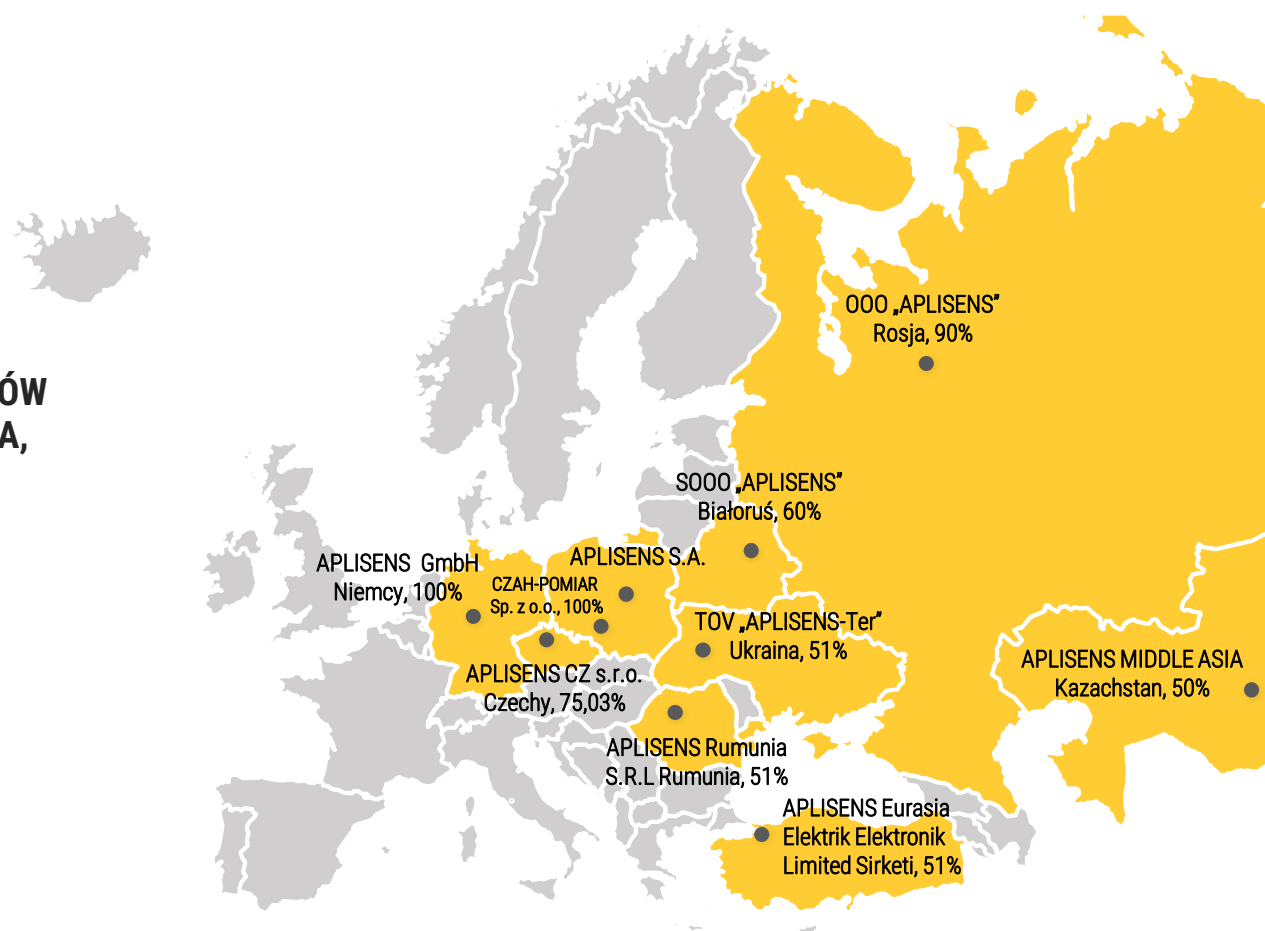 ÓW
A,
OOO „APLISENS”
Rosja, 90%
SOOO „APLISENS”
Białoruś, 60%
APLISENS GmbH
Niemcy, 100%
APLISENS S.A.
CZAH-POMIAR
Sp. z o.o., 100%
TOV „APLISENS-Ter”
Ukraina, 51%
APLISENS MIDDLE ASIA
Kazachstan, 50%
APLISENS CZ s.r.o.
Czechy, 75,03%
APLISENS Rumunia
S.R.L Rumunia, 51%
APLISENS Eurasia
Elektrik Elektronik
Limited Sirketi, 51%